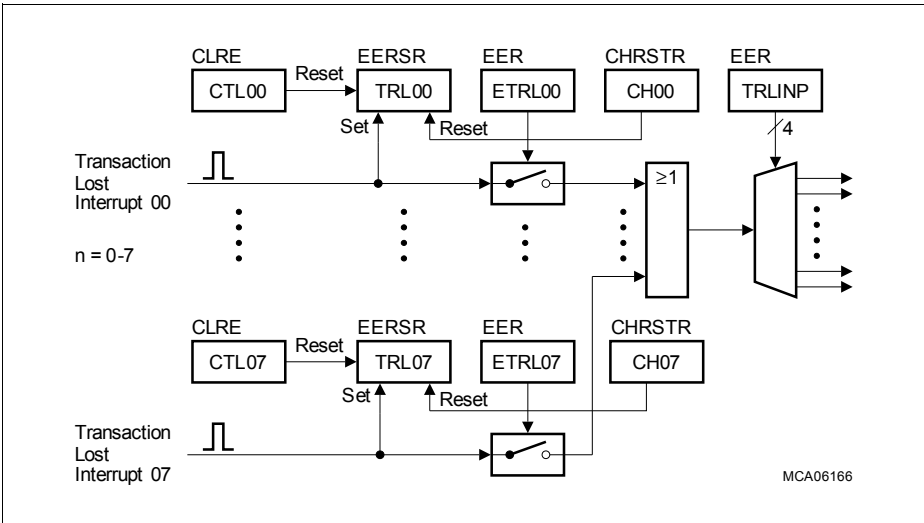 CLRE EERSR EER CHRSTR EER
CTL00 Reset TRL00 ETRL00 CH00 TRLINP
Set Reset 4
Transaction
Lost
Interrupt 00
≥1
n = 0-7
CLRE EERSR EER CHRSTR
CTL07 Reset TRL07 ETRL07 CH07
Set Reset
Transaction
Lost
Interrupt 07
MCA06166